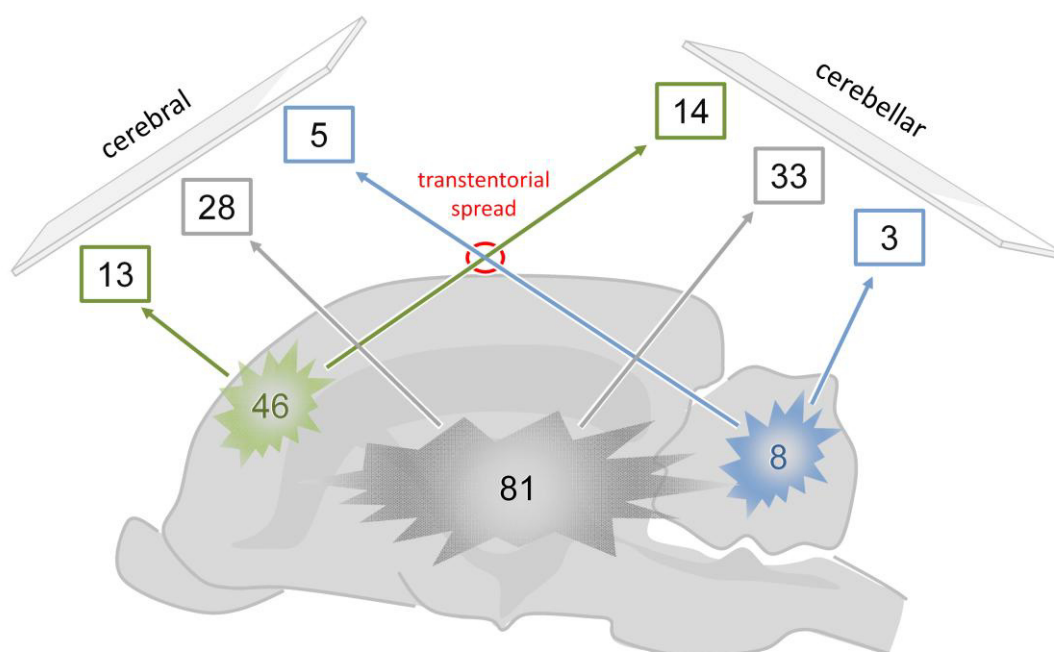 cerebral
cerebellar
5
14
28
transtentorial
spread
33
13
3
46
81
8